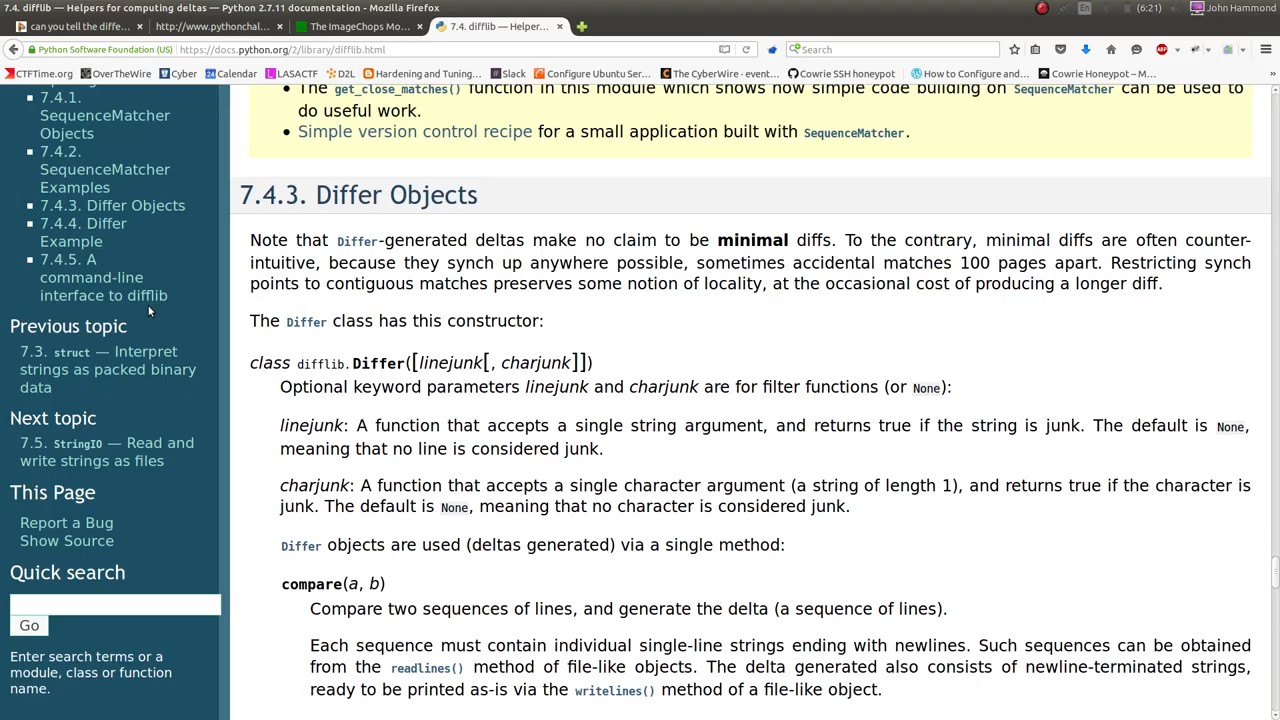 7.4. difflib — Helpers for computing deltas — Python 2.7.11 documentation - Mozilla Firefox
En
(6:21)
John Hammond
can you tell the diffe...
http://www.pythonchall...
The ImageChops Mo...
7.4. difflib — Helper...
Python Software Foundation (US)
https://docs.python.org/2/library/difflib.html
Search
ABP
CTFTime.org
OverTheWire
Cyber
Calendar
LASACTF
D2L
Hardening and Tuning...
Slack
Configure Ubuntu Ser...
The CyberWire · event...
Cowrie SSH honeypot
How to Configure and...
Cowrie Honeypot – M...
»
7.4.1.
SequenceMatcher
Objects
7.4.2.
SequenceMatcher
Examples
7.4.3. Differ Objects
7.4.4. Differ
Example
7.4.5. A
command-line
interface to difflib
Previous topic
7.3. struct — Interpret
strings as packed binary
data
Next topic
7.5. StringIO — Read and
write strings as files
This Page
Report a Bug
Show Source
Quick search
Go
Enter search terms or a
module, class or function
name.
The get_close_matches() function in this module which shows how simple code building on SequenceMatcher can be used to
do useful work.
Simple version control recipe for a small application built with SequenceMatcher.
7.4.3. Differ Objects
Note that Differ-generated deltas make no claim to be minimal diffs. To the contrary, minimal diffs are often counter-
intuitive, because they synch up anywhere possible, sometimes accidental matches 100 pages apart. Restricting synch
points to contiguous matches preserves some notion of locality, at the occasional cost of producing a longer diff.
The Differ class has this constructor:
class difflib.Differ([linejunk[, charjunk]])
Optional keyword parameters linejunk and charjunk are for filter functions (or None):
linejunk: A function that accepts a single string argument, and returns true if the string is junk. The default is None,
meaning that no line is considered junk.
charjunk: A function that accepts a single character argument (a string of length 1), and returns true if the character is
junk. The default is None, meaning that no character is considered junk.
Differ objects are used (deltas generated) via a single method:
compare(a, b)
Compare two sequences of lines, and generate the delta (a sequence of lines).
Each sequence must contain individual single-line strings ending with newlines. Such sequences can be obtained
from the readlines() method of file-like objects. The delta generated also consists of newline-terminated strings,
ready to be printed as-is via the writelines() method of a file-like object.